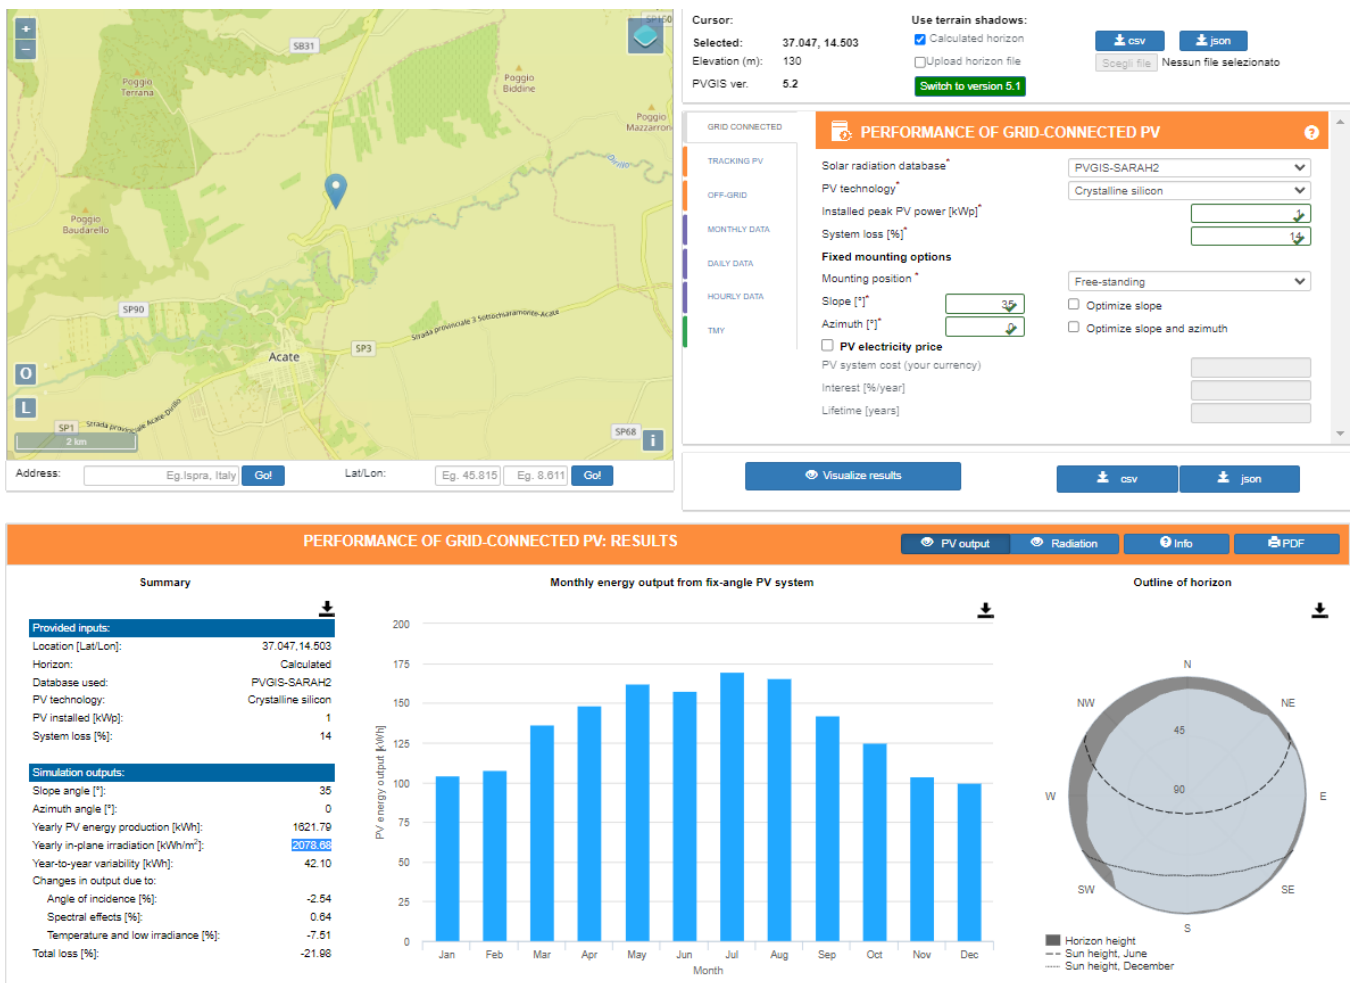 +
−
SP150
SB31
Poggio
Terrana
Poggio
Biddine
Poggio
Mazzarron
Dirillo
Poggio
Baudarello
SP90
Strada provinciale 3 Sottochiaramonte-Acate
SP3
Acate
O
L
SP1
Strada provinciale Acate-Dirillo
2 km
SP68
i
Address:
Eg.Ispra, Italy
Go!
Lat/Lon:
Eg. 45.815
Eg. 8.611
Go!
Cursor:
Use terrain shadows:
Selected: 37.047, 14.503
Calculated horizon
csv
json
Elevation (m): 130
Upload horizon file
Scegli file Nessun file selezionato
PVGIS ver. 5.2
Switch to version 5.1
GRID CONNECTED
TRACKING PV
OFF-GRID
MONTHLY DATA
DAILY DATA
HOURLY DATA
TMY
PERFORMANCE OF GRID-CONNECTED PV
?
Solar radiation database* PVGIS-SARAH2
PV technology* Crystalline silicon
Installed peak PV power [kWp]* 1
System loss [%]* 14
Fixed mounting options
Mounting position * Free-standing
Slope [°]* 35
Optimize slope
Azimuth [°]* 0
Optimize slope and azimuth
PV electricity price
PV system cost (your currency)
Interest [%/year]
Lifetime [years]
Visualize results
csv
json
PERFORMANCE OF GRID-CONNECTED PV: RESULTS
PV output
Radiation
Info
PDF
Summary
Provided inputs:
Location [Lat/Lon]: 37.047,14.503
Horizon: Calculated
Database used: PVGIS-SARAH2
PV technology: Crystalline silicon
PV installed [kWp]: 1
System loss [%]: 14
Simulation outputs:
Slope angle [°]: 35
Azimuth angle [°]: 0
Yearly PV energy production [kWh]: 1621.79
Yearly in-plane irradiation [kWh/m²]: 2078.68
Year-to-year variability [kWh]: 42.10
Changes in output due to:
Angle of incidence [%]: -2.54
Spectral effects [%]: 0.64
Temperature and low irradiance [%]: -7.51
Total loss [%]: -21.98
Monthly energy output from fix-angle PV system
PV energy output [kWh]
200
175
150
125
100
75
50
25
0
Jan Feb Mar Apr May Jun Jul Aug Sep Oct Nov Dec
Month
Outline of horizon
N
NW
NE
45
W
90
E
SW
SE
S
Horizon height
Sun height, June
Sun height, December